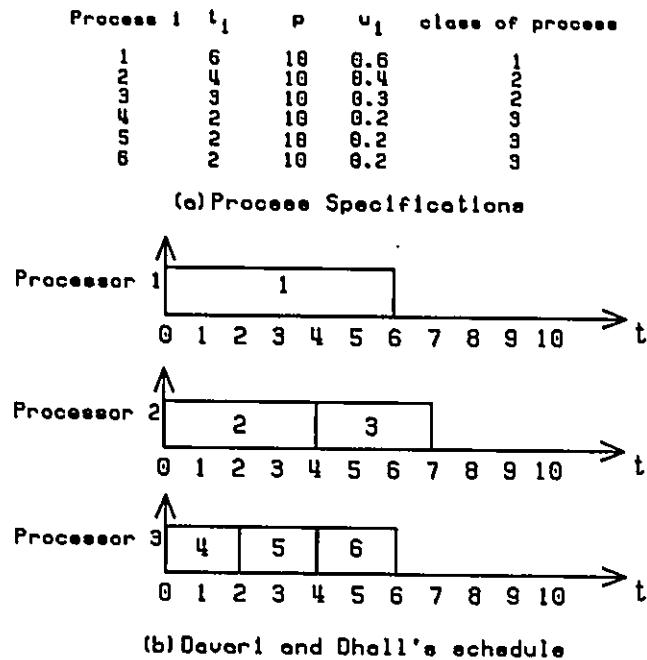 Process i t_i p u_i class of process
1 6 10 0.6 1
2 4 10 0.4 2
3 3 10 0.3 2
4 2 10 0.2 3
5 2 10 0.2 3
6 2 10 0.2 3
(a) Process Specifications
Processor 1
1
0 1 2 3 4 5 6 7 8 9 10 t
Processor 2
2 3
0 1 2 3 4 5 6 7 8 9 10 t
Processor 3
4 5 6
0 1 2 3 4 5 6 7 8 9 10 t
(b) Davari and Dhall's schedule